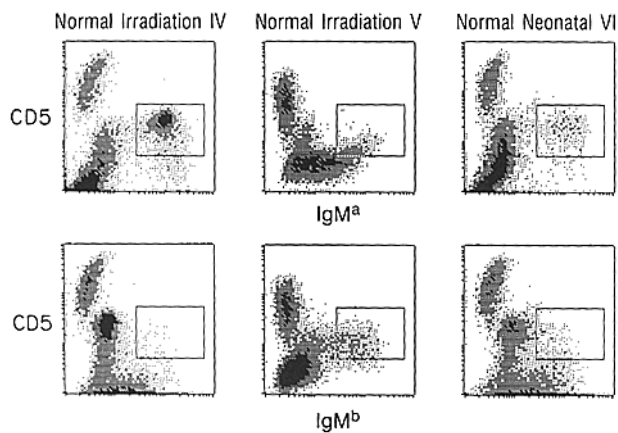 Normal Irradiation IV Normal Irradiation V Normal Neonatal VI
CD5
IgMa
CD5
IgMb